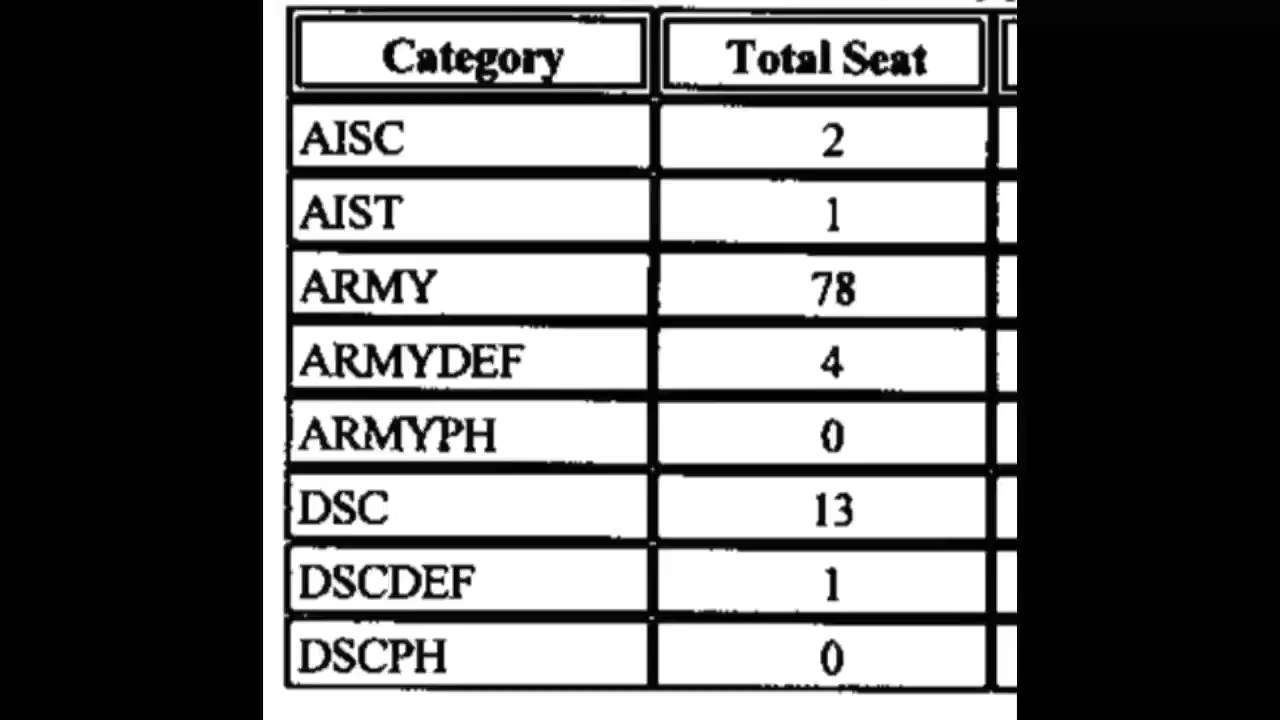 Category Total Seat
AISC 2
AIST 1
ARMY 78
ARMYDEF 4
ARMYPH 0
DSC 13
DSCDEF 1
DSCPH 0